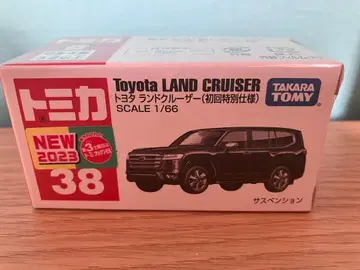 Toyota LAND CRUISER
トヨタ ランドクルーザー(初回特別仕様)
SCALE 1/66
TAKARA
TOMY
トミカ
NEW
2023
38
サスペンション